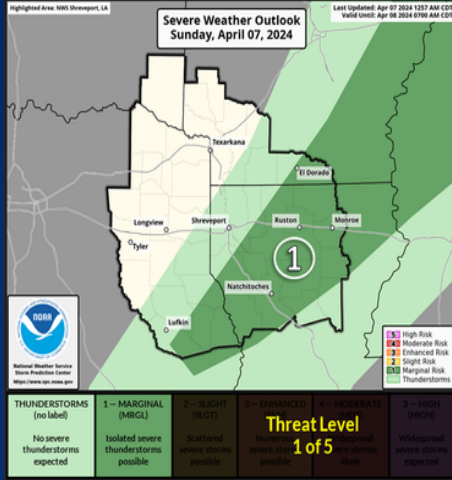 Highlighted Area: NWS Shreveport, LA
Last Updated: Apr 07 2024 1257 AM CDT
Valid Until: Apr 08 2024 0700 AM CDT
Severe Weather Outlook
Sunday, April 07, 2024
Texarkana
El Dorado
Longview
Shreveport
Ruston
Monroe
Tyler
1
Natchitoches
Lufkin
NOAA
National Weather Service
Storm Prediction Center
https://www.spc.noaa.gov
5 High Risk
4 Moderate Risk
3 Enhanced Risk
2 Slight Risk
1 Marginal Risk
Thunderstorms
THUNDERSTORMS
(no label)
No severe
thunderstorms
expected
1 — MARGINAL
(MRGL)
Isolated severe
thunderstorms
possible
2 — SLIGHT
(SLGT)
Scattered
severe storms
possible
3 — ENHANCED
Numerous
severe storms
possible
4 — MODERATE
Widespread
severe storms
likely
5 — HIGH
(HIGH)
Widespread
severe storms
expected
Threat Level
1 of 5